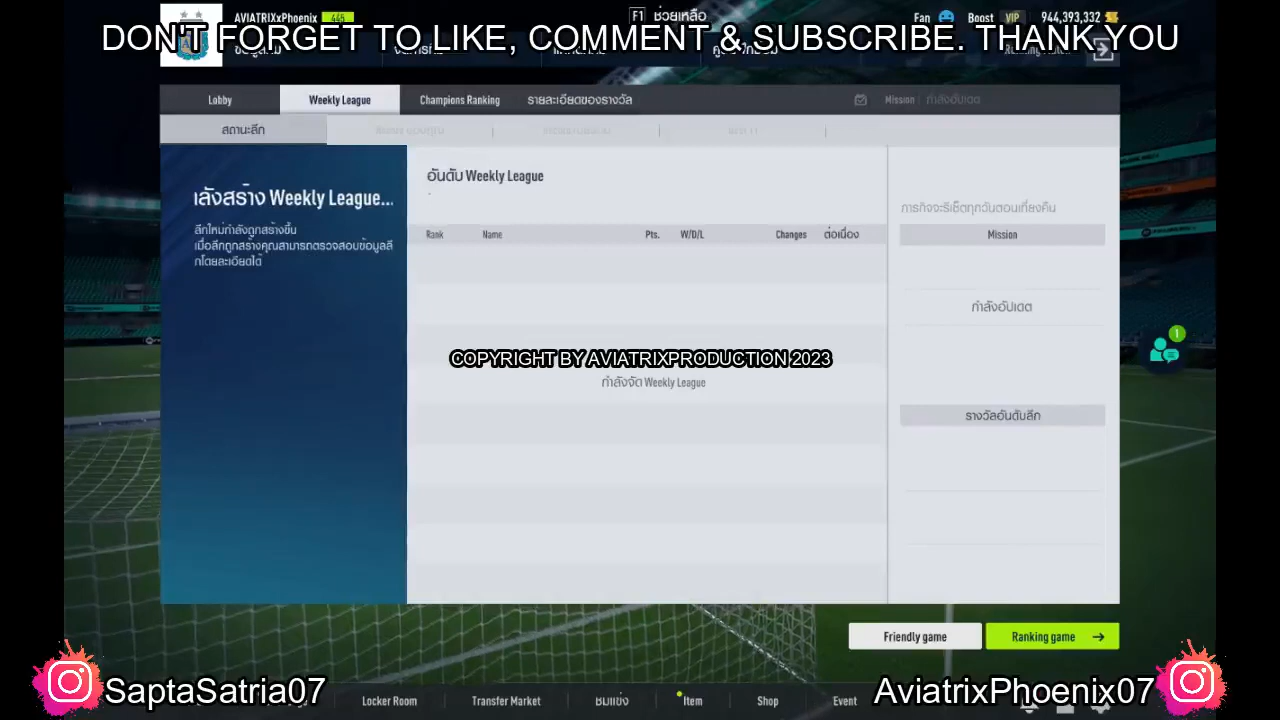 AVIATRIXxPhoenix 445 F1 ช่วยเหลือ Fan Boost VIP 944,393,332
DON'T FORGET TO LIKE, COMMENT & SUBSCRIBE. THANK YOU
Lobby Weekly League Champions Ranking รายละเอียดของรางวัล Mission กำลังอัปเดต
สถานะลีก
เลังสร้าง Weekly League...
ลีกใหม่กำลังถูกสร้างขึ้น
เมื่อลีกถูกสร้างคุณสามารถตรวจสอบข้อมูลลี
กโดยละเอียดได้
อันดับ Weekly League
-
Rank Name Pts. W/D/L Changes ต่อเนื่อง
COPYRIGHT BY AVIATRIXPRODUCTION 2023
กำลังจัด Weekly League
ภารกิจจะรีเซ็ตทุกวันตอนเที่ยงคืน
Mission
กำลังอัปเดต
รางวัลอันดับลีก
1
Friendly game Ranking game
SaptaSatria07 AviatrixPhoenix07
Locker Room Transfer Market ชมแข่ง Item Shop Event